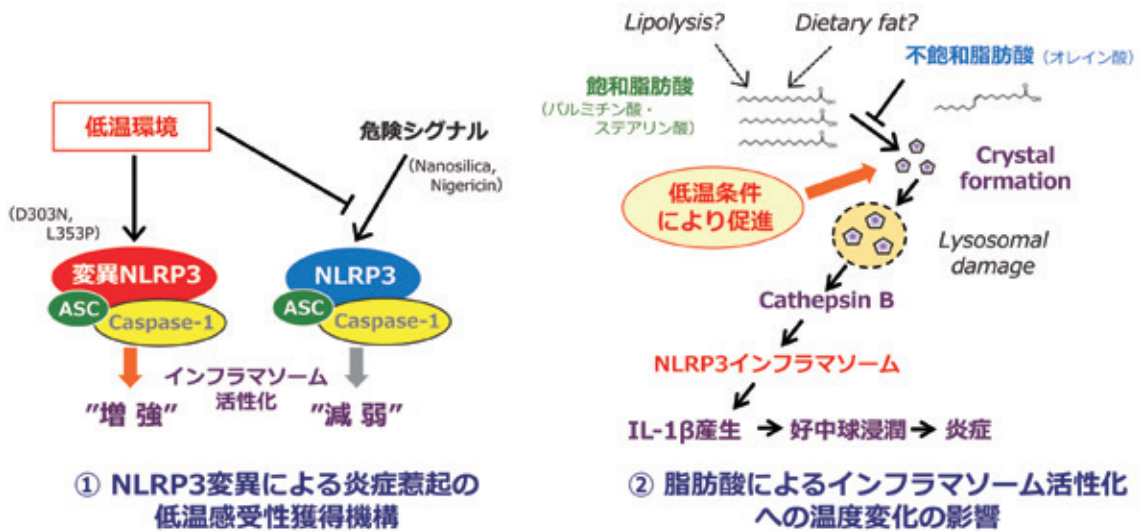 低温環境
危険シグナル
(Nanosilica,
Nigericin)
(D303N,
L353P)
変異NLRP3
ASC
Caspase-1
NLRP3
ASC
Caspase-1
インフラマソーム
活性化
”増 強”
”減 弱”
① NLRP3変異による炎症惹起の
低温感受性獲得機構
Lipolysis?
Dietary fat?
不飽和脂肪酸（オレイン酸）
飽和脂肪酸
（パルミチン酸・
ステアリン酸）
低温条件
により促進
Crystal
formation
Lysosomal
damage
Cathepsin B
NLRP3インフラマソーム
IL-1β産生
好中球浸潤
炎症
② 脂肪酸によるインフラマソーム活性化
への温度変化の影響